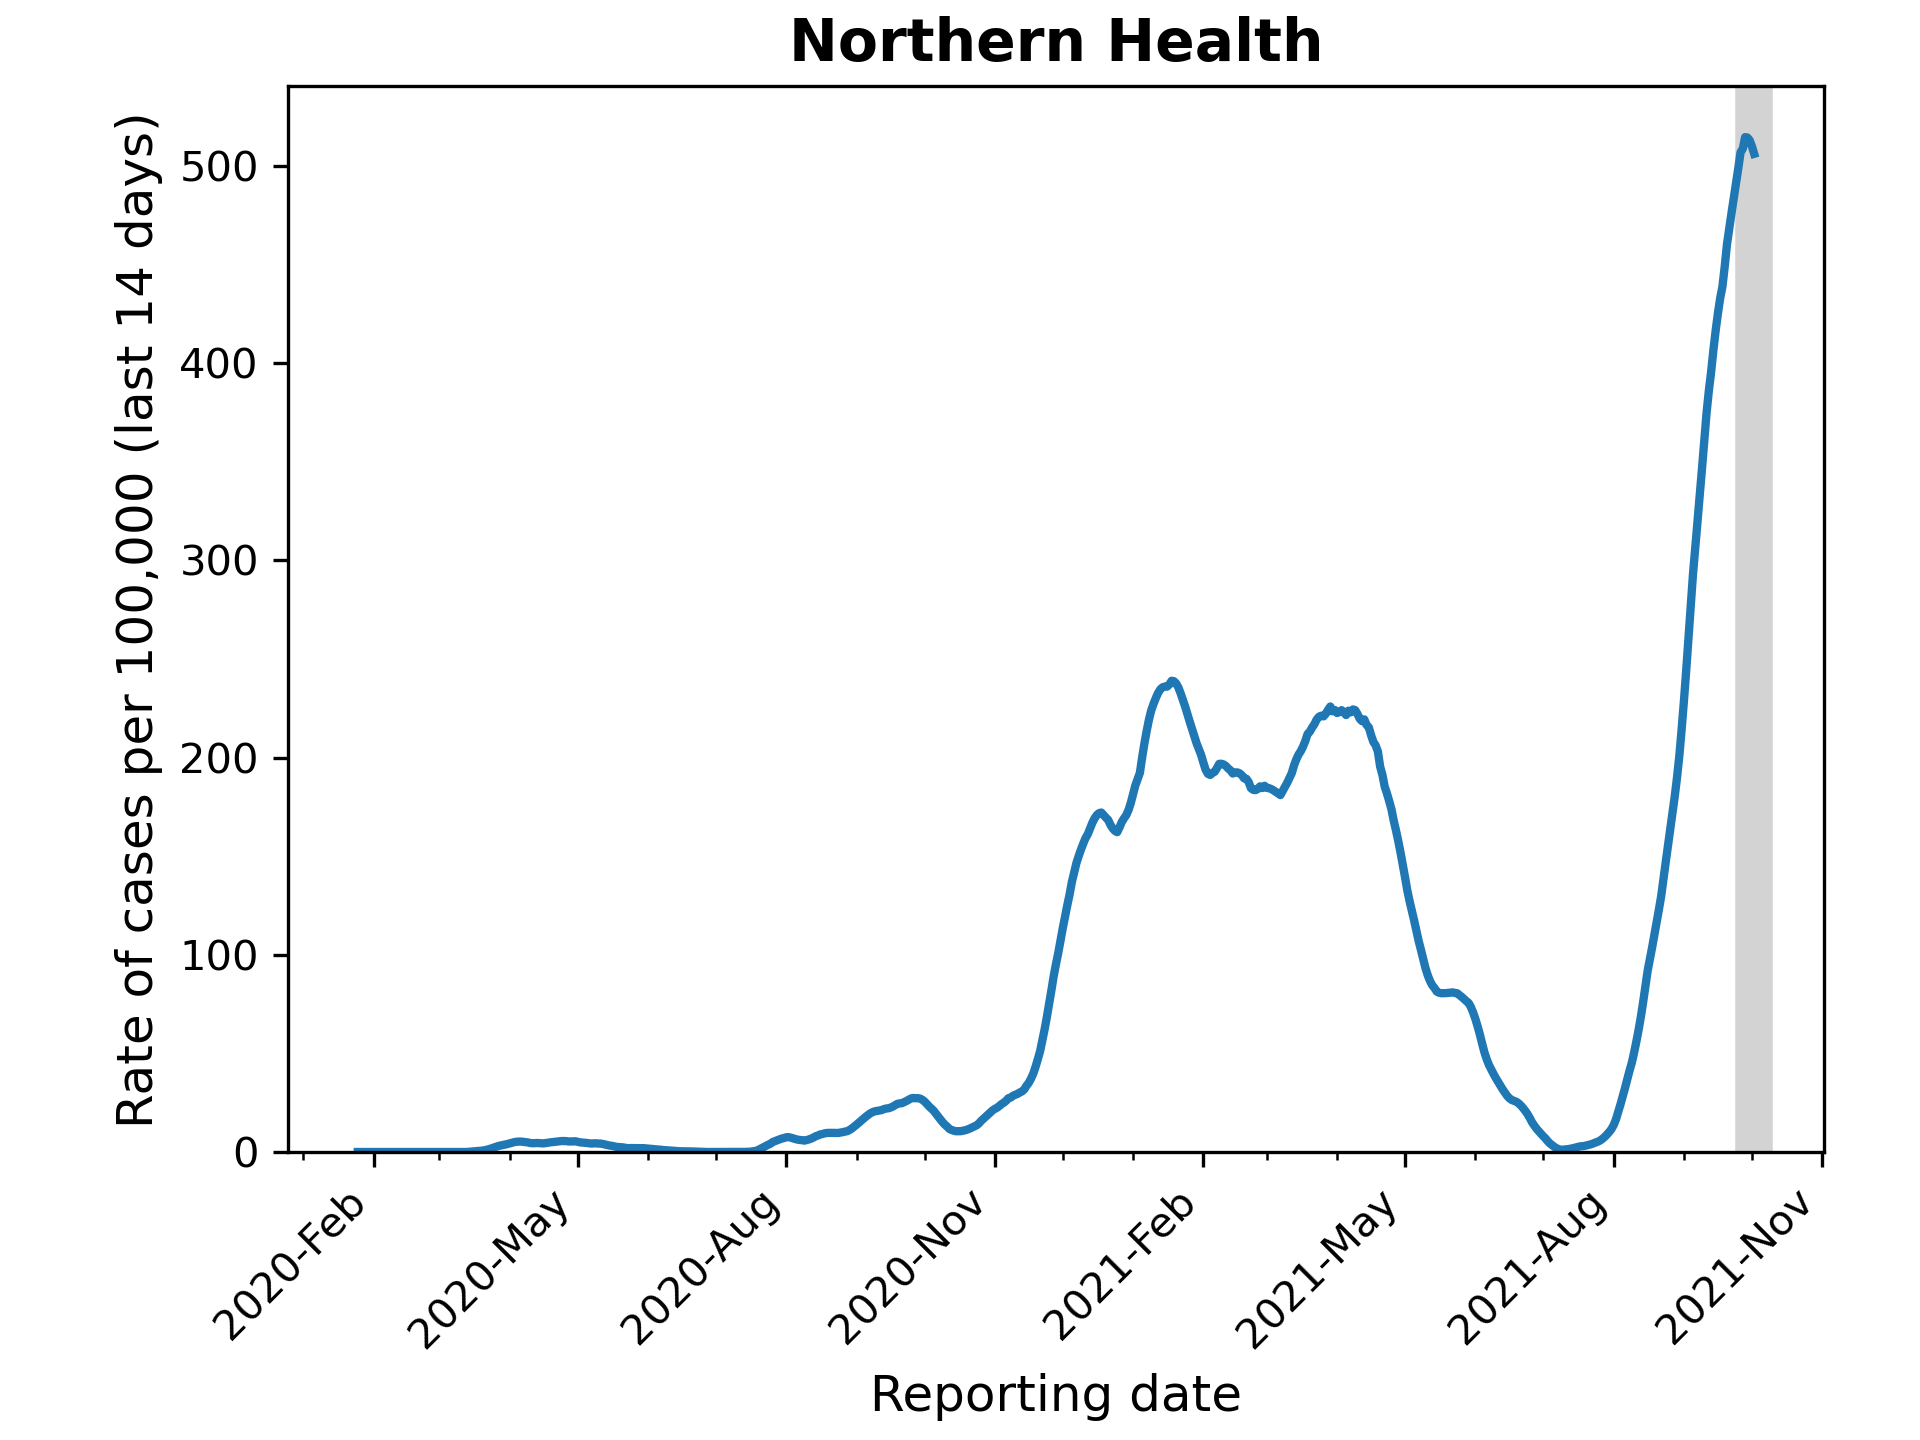 Northern Health
Rate of cases per 100,000 (last 14 days)
500
400
300
200
100
0
2020-Feb
2020-May
2020-Aug
2020-Nov
2021-Feb
2021-May
2021-Aug
2021-Nov
Reporting date